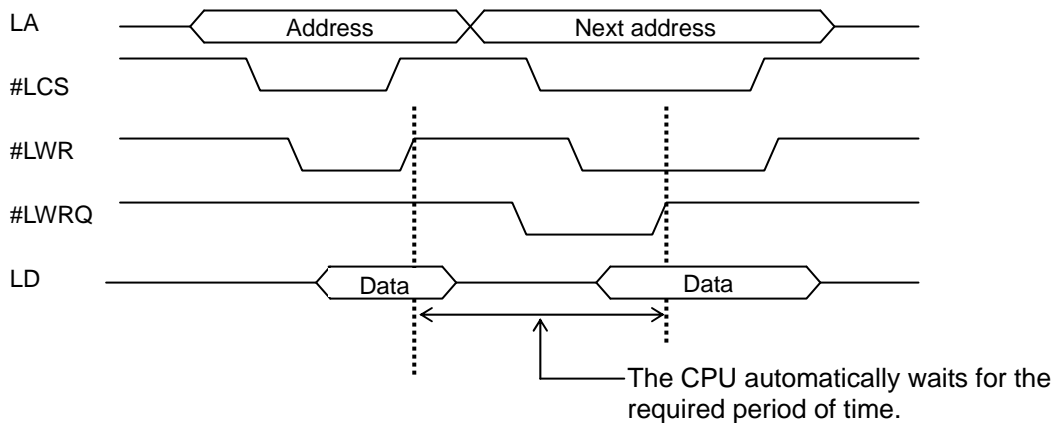 LA
Address
Next address
#LCS
#LWR
#LWRQ
LD
Data
Data
The CPU automatically waits for the
required period of time.